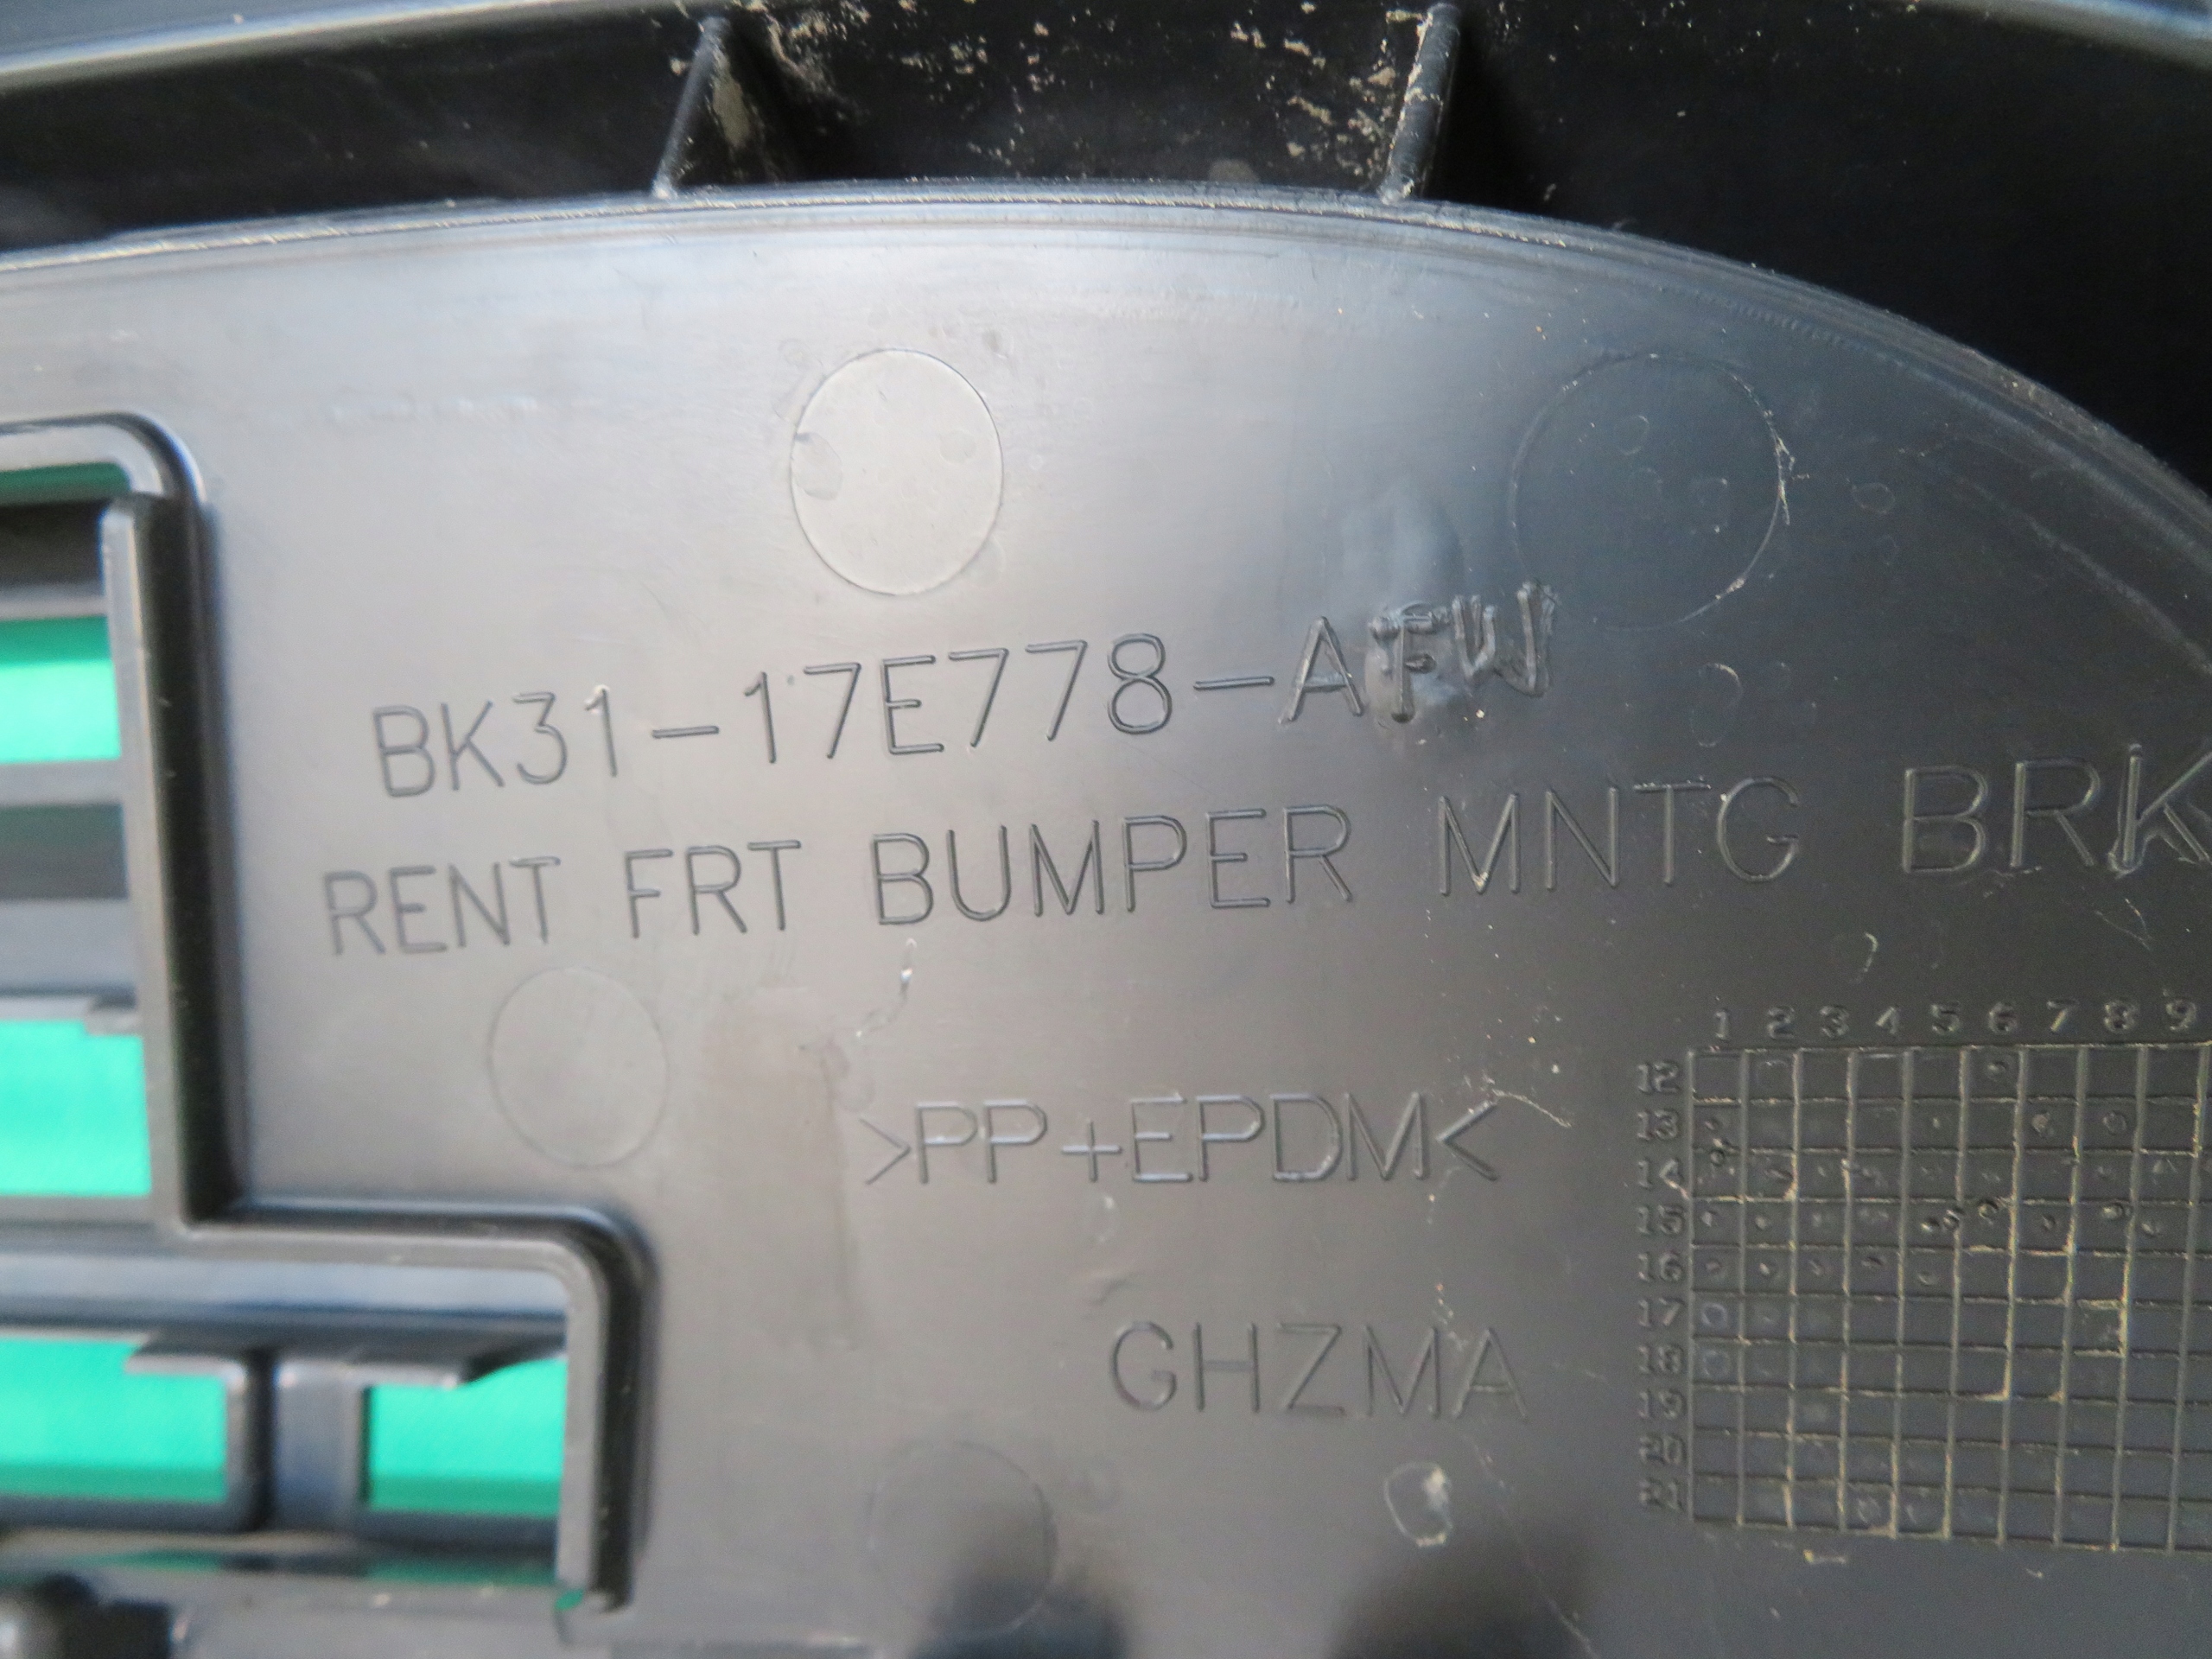 BK31-17E778-AFW
RENT FRT BUMPER MNTG BRK
>PP+EPDM<
GHZMA
1 2 3 4 5 6 7 8 9
12
13
14
15
16
17
18
19
20
21